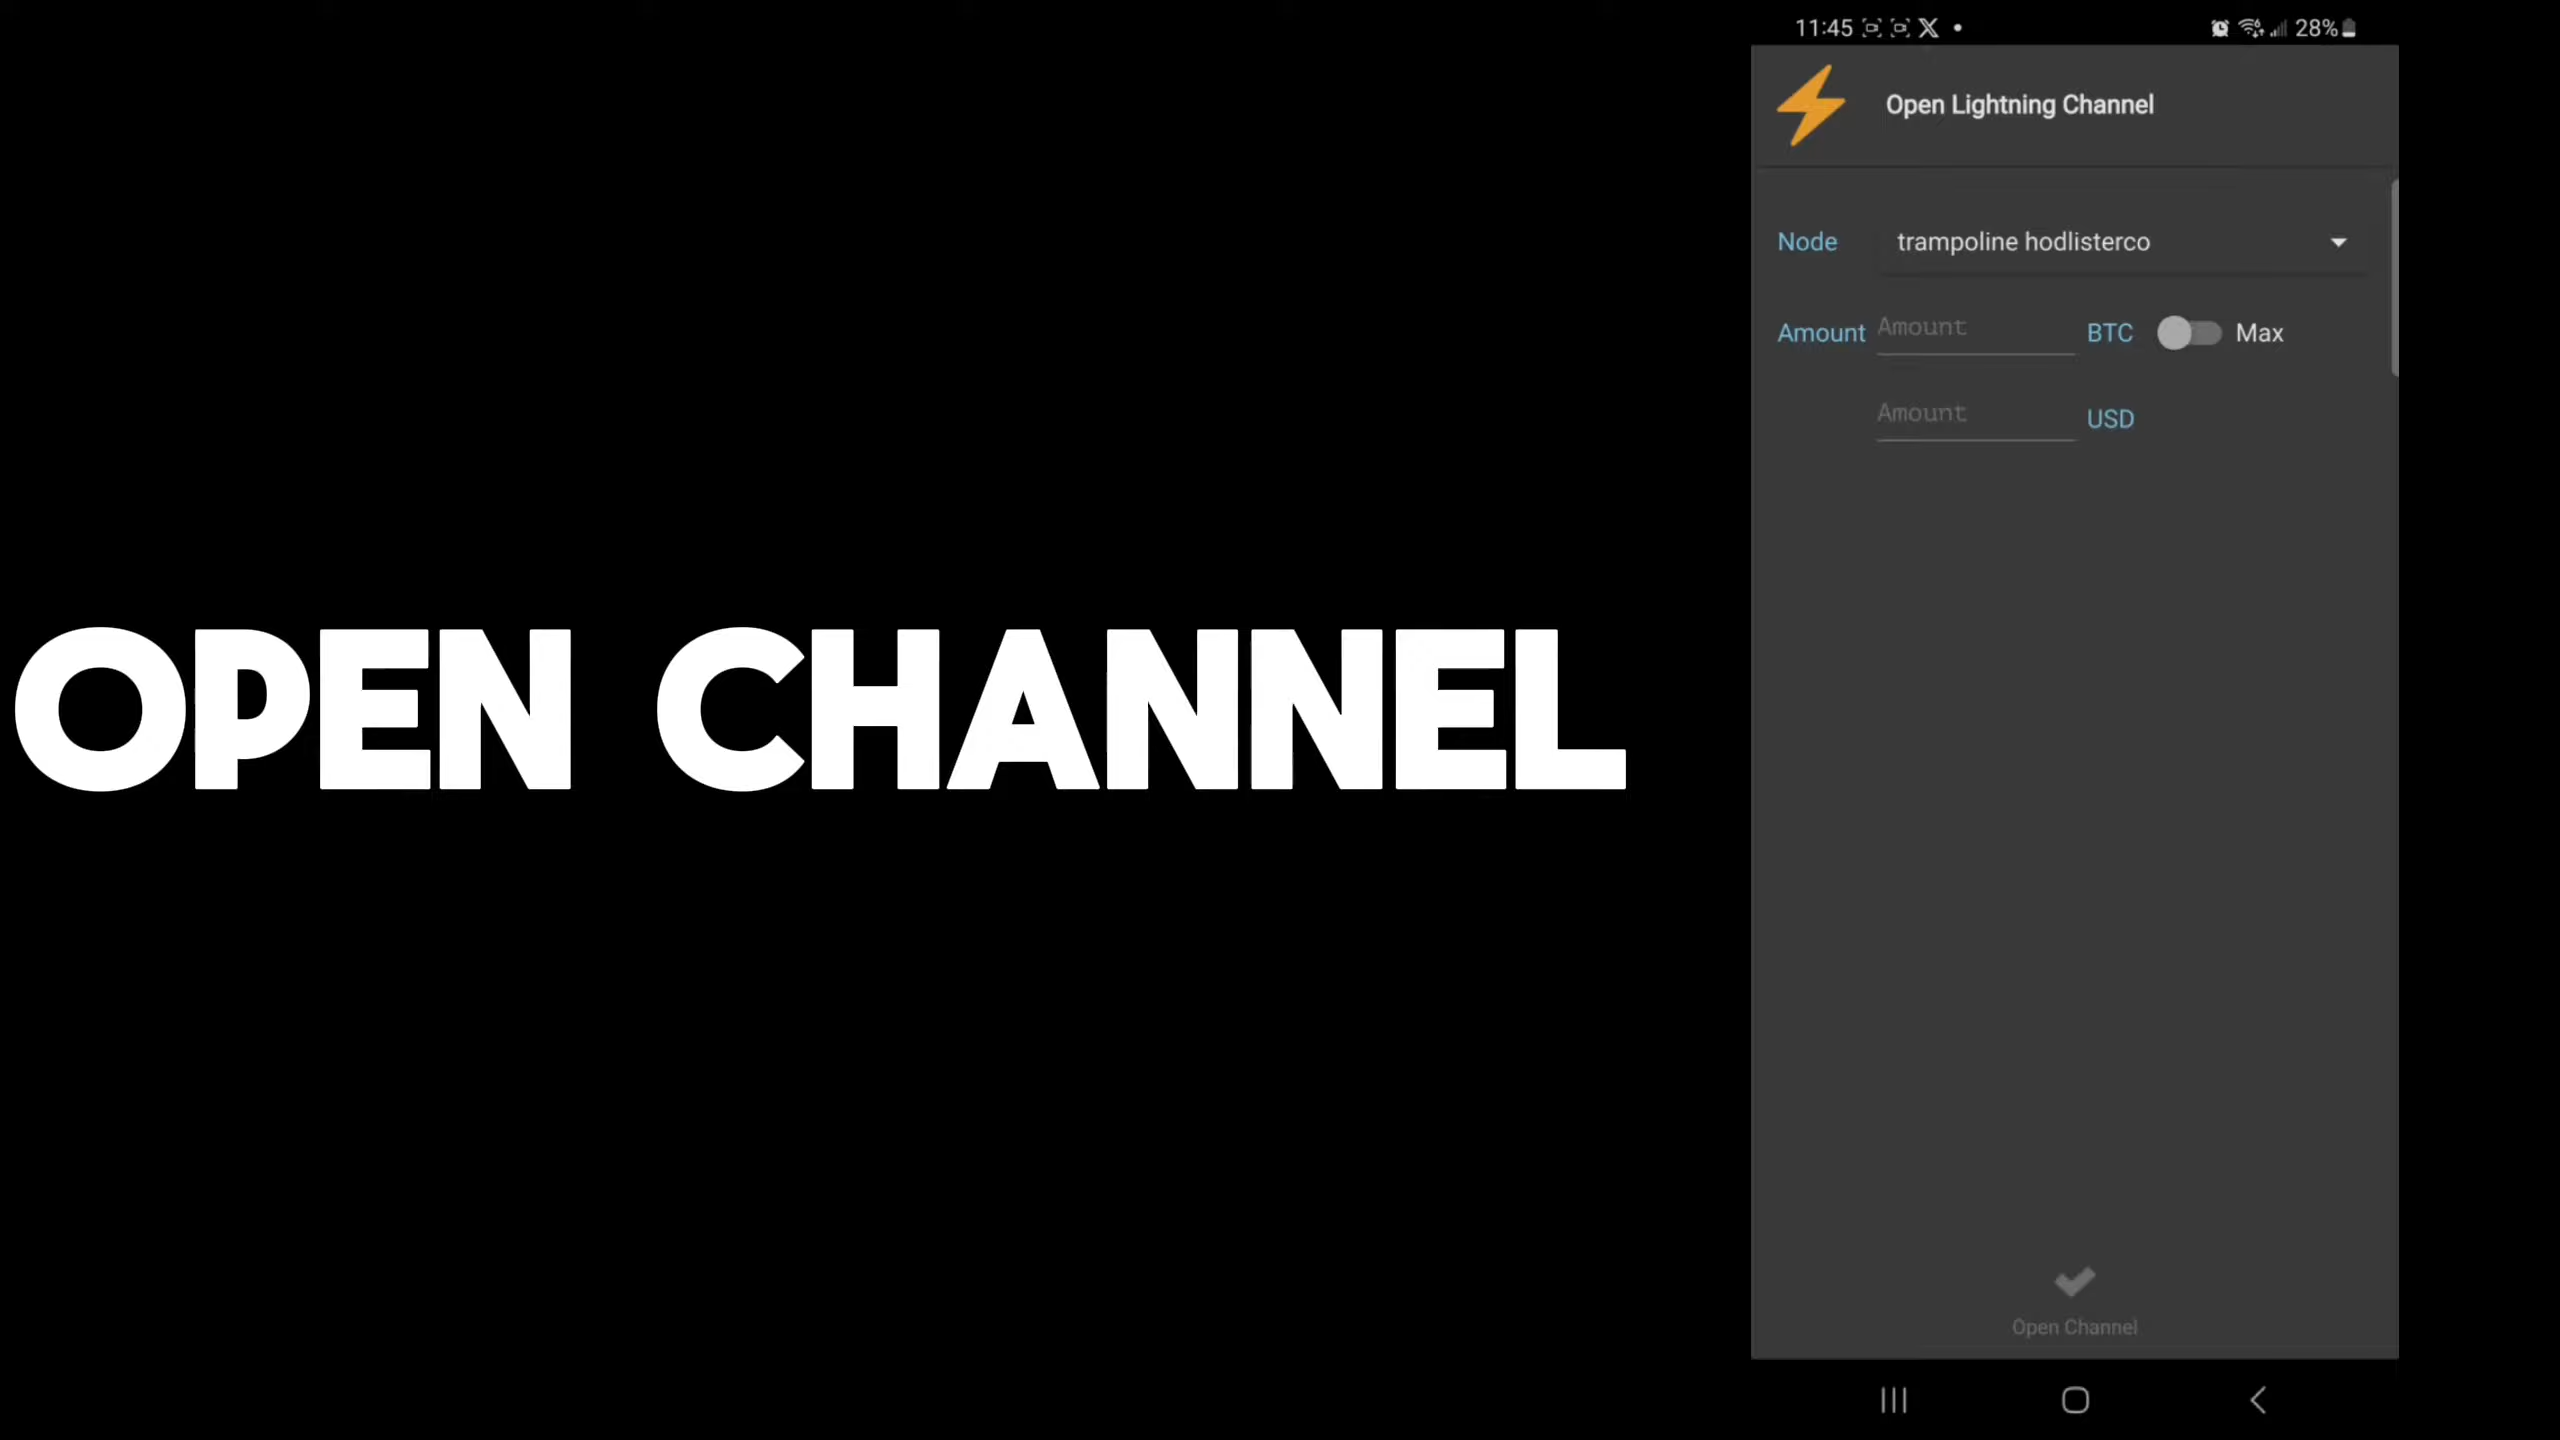 11:45 28%
Open Lightning Channel
Node trampoline hodlisterco
Amount Amount BTC Max
Amount USD
OPEN CHANNEL
Open Channel